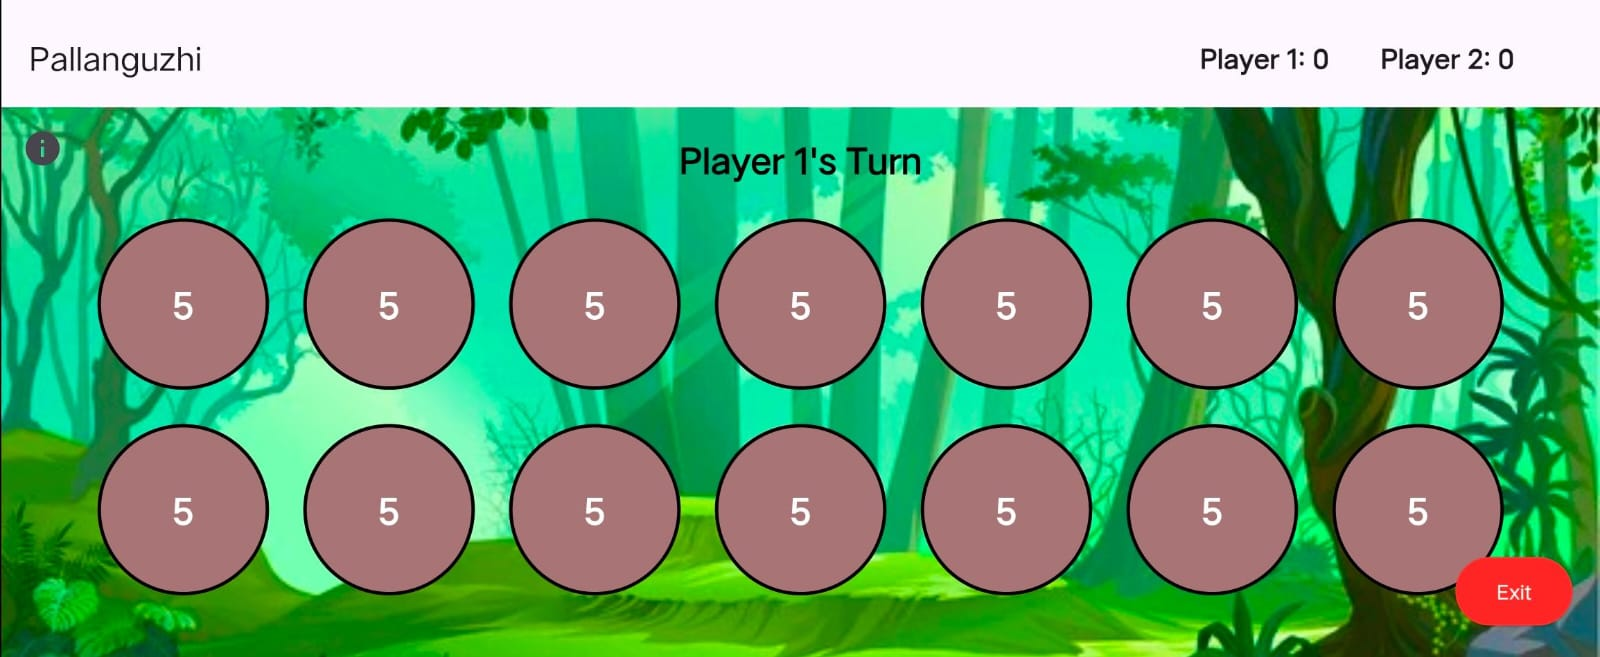 Pallanguzhi
Player 1: 0 Player 2: 0
i
Player 1's Turn
5 5 5 5 5 5 5
5 5 5 5 5 5 5
Exit